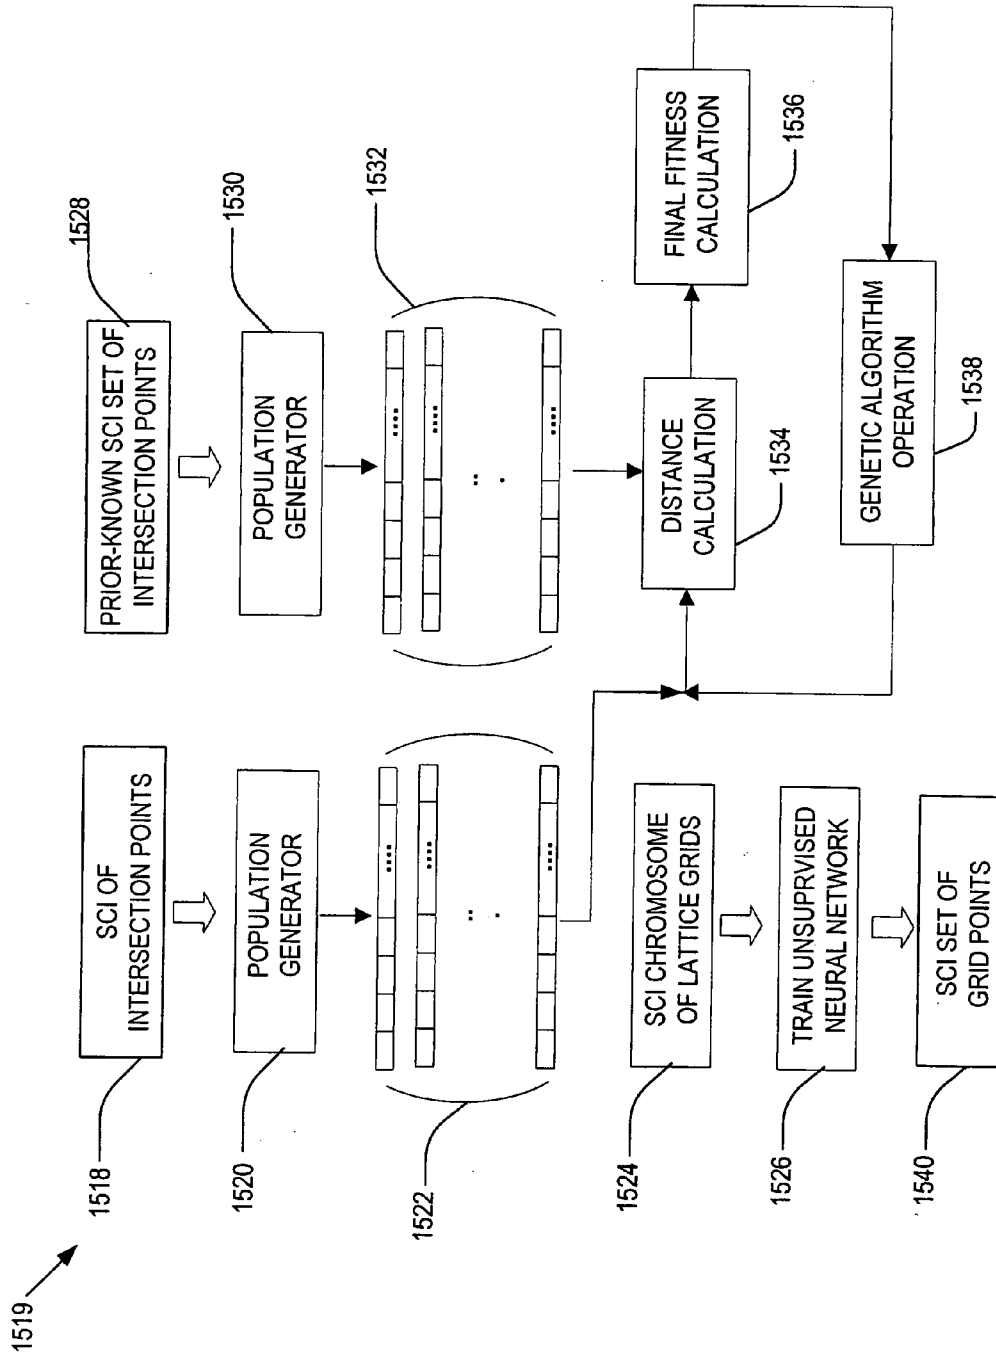 1519
1518
SCI OF
INTERSECTION POINTS
1520
POPULATION
GENERATOR
1522
....
....
....
1524
SCI CHROMOSOME
OF LATTICE GRIDS
1526
TRAIN UNSUPRVISED
NEURAL NETWORK
1540
SCI SET OF
GRID POINTS
1528
PRIOR-KNOWN SCI SET OF
INTERSECTION POINTS
1530
POPULATION
GENERATOR
1532
....
....
....
DISTANCE
CALCULATION
1534
FINAL FITNESS
CALCULATION
1536
GENETIC ALGORITHM
OPERATION
1538